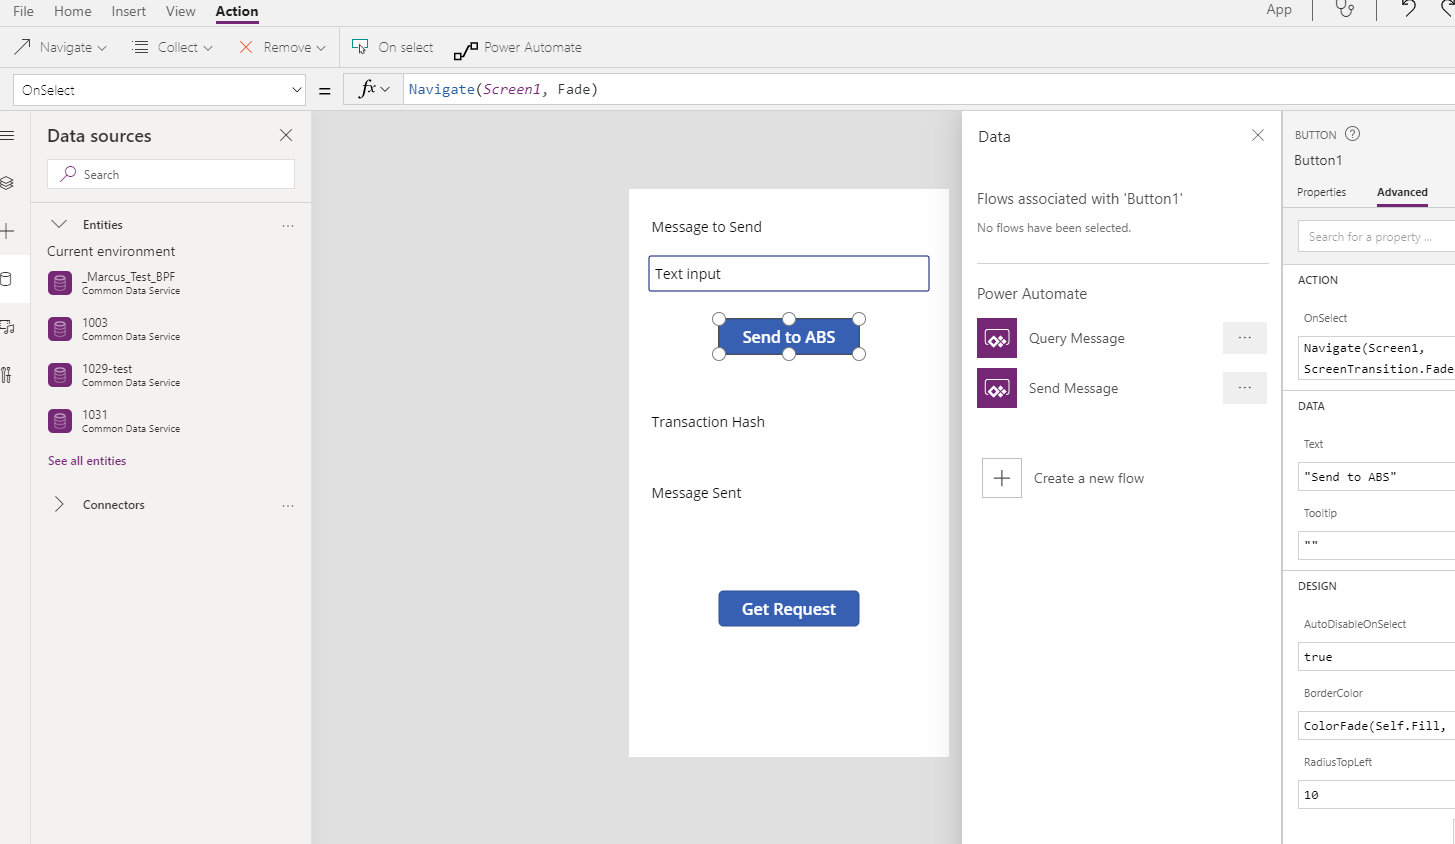 File Home Insert View Action App
Navigate Collect Remove On select Power Automate
OnSelect = fx Navigate(Screen1, Fade)
Data sources
Search
Entities ...
Current environment
_Marcus_Test_BPF
Common Data Service
1003
Common Data Service
1029-test
Common Data Service
1031
Common Data Service
See all entities
Connectors ...
Message to Send
Text input
Send to ABS
Transaction Hash
Message Sent
Get Request
Data
Flows associated with 'Button1'
No flows have been selected.
Power Automate
Query Message ...
Send Message ...
Create a new flow
BUTTON ?
Button1
Properties Advanced
Search for a property ...
ACTION
OnSelect
Navigate(Screen1,
ScreenTransition.Fade
DATA
Text
"Send to ABS"
Tooltip
""
DESIGN
AutoDisableOnSelect
true
BorderColor
ColorFade(Self.Fill,
RadiusTopLeft
10